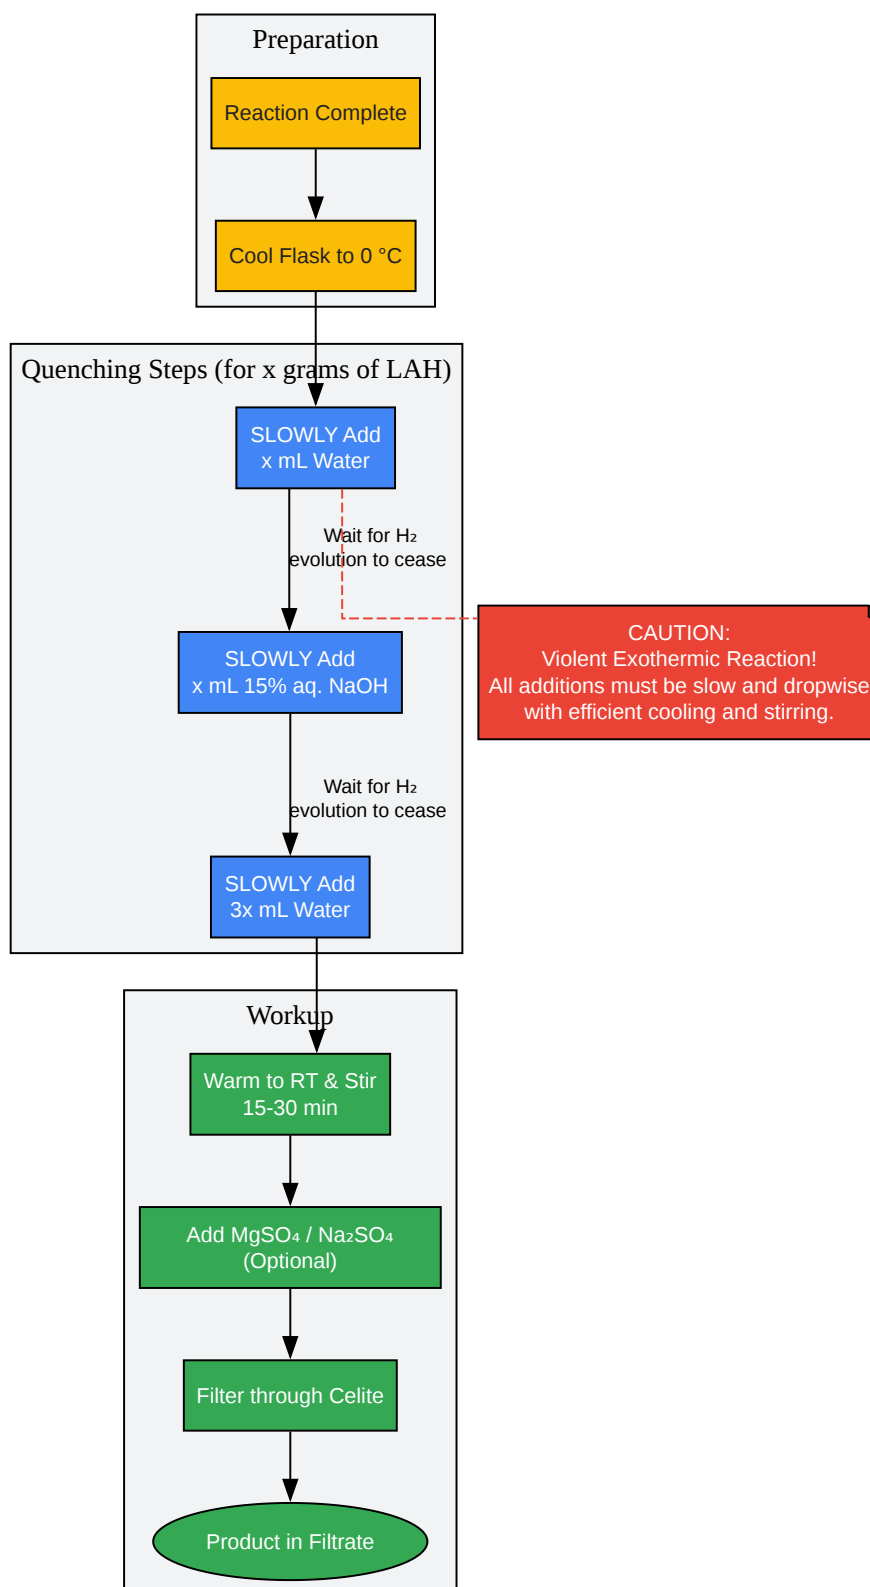 Preparation
Reaction Complete
Cool Flask to 0 °C
Quenching Steps (for x grams of LAH)
SLOWLY Add
x mL Water
Wait for H₂
evolution to cease
CAUTION:
Violent Exothermic Reaction!
All additions must be slow and dropwise
with efficient cooling and stirring.
SLOWLY Add
x mL 15% aq. NaOH
Wait for H₂
evolution to cease
SLOWLY Add
3x mL Water
Workup
Warm to RT & Stir
15-30 min
Add MgSO₄ / Na₂SO₄
(Optional)
Filter through Celite
Product in Filtrate